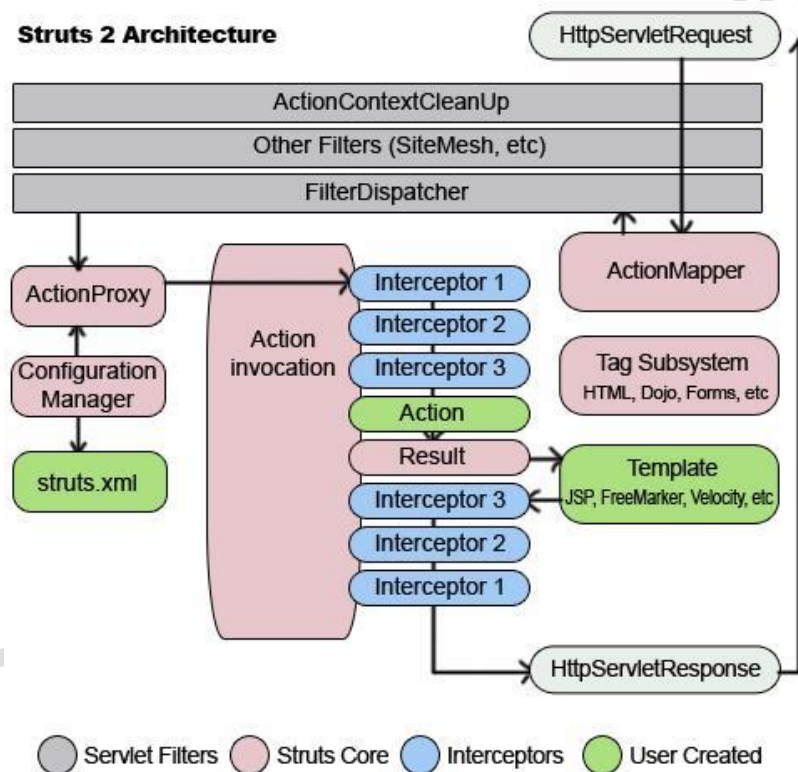 Struts 2 Architecture
HttpServletRequest
ActionContextCleanUp
Other Filters (SiteMesh, etc)
FilterDispatcher
ActionProxy
Configuration
Manager
struts.xml
Action
invocation
Interceptor 1
Interceptor 2
Interceptor 3
Action
Result
Interceptor 3
Interceptor 2
Interceptor 1
ActionMapper
Tag Subsystem
HTML, Dojo, Forms, etc
Template
JSP, FreeMarker, Velocity, etc
HttpServletResponse
Servlet Filters
Struts Core
Interceptors
User Created